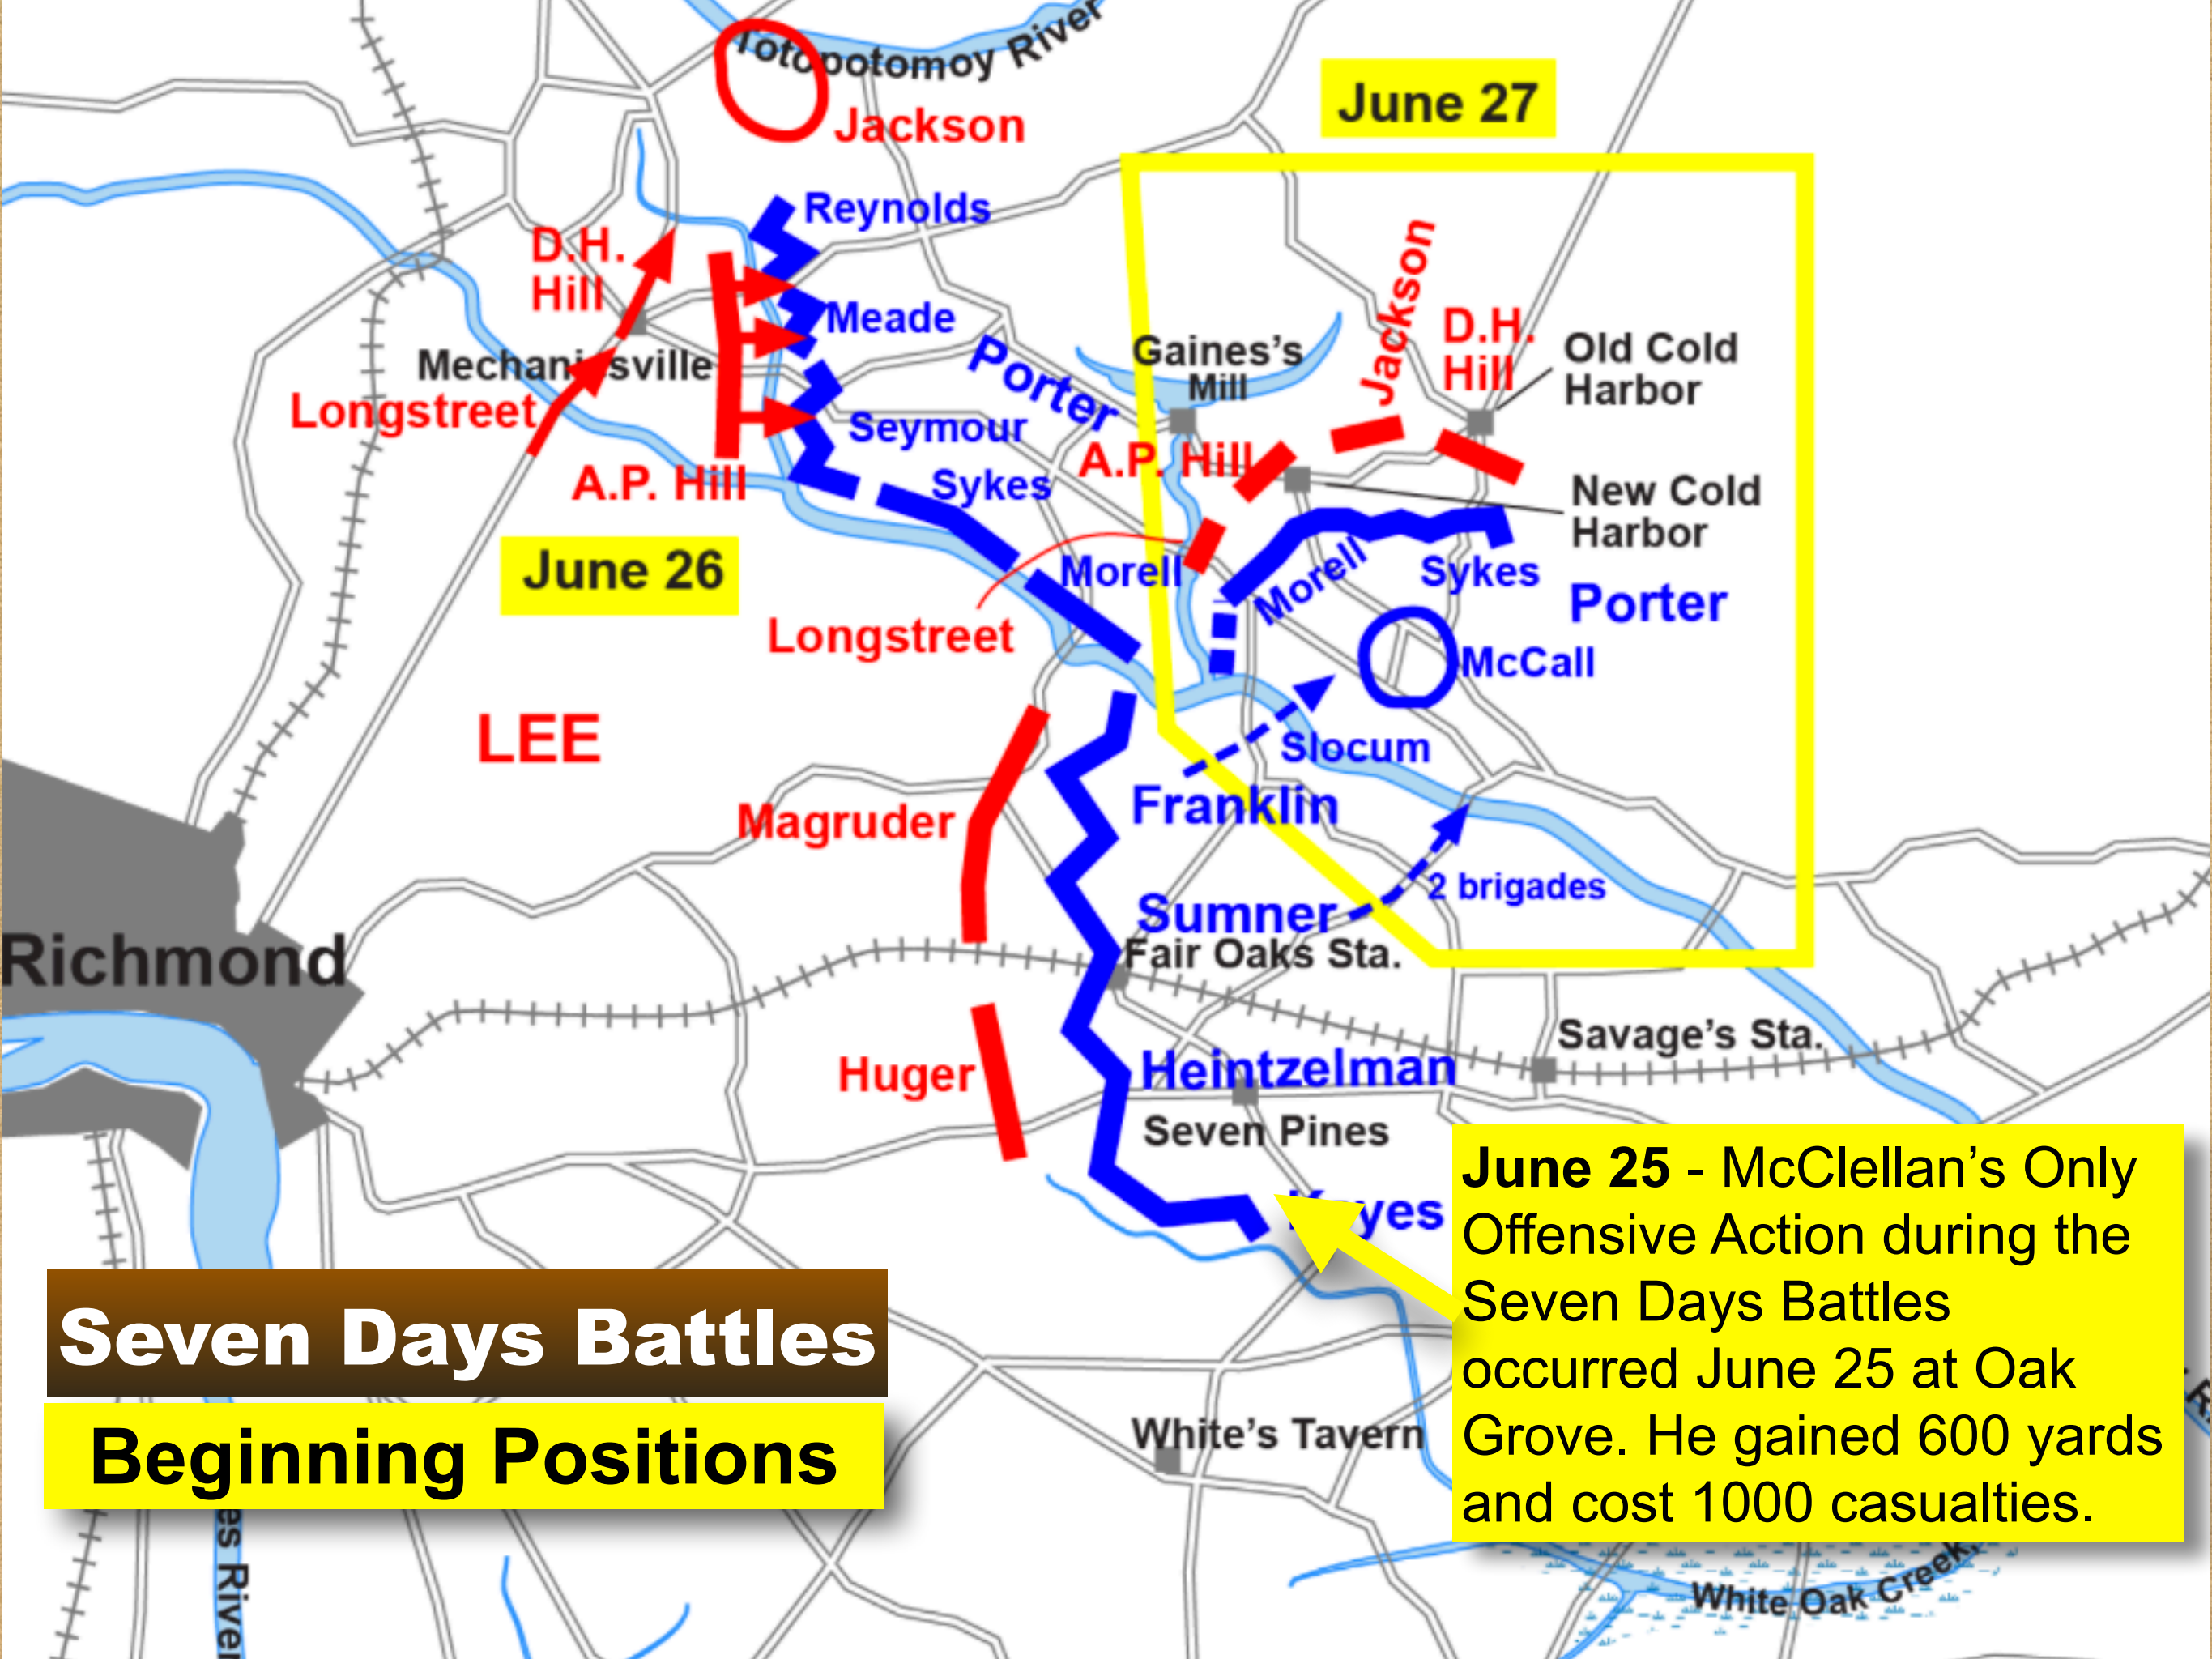 Totopotomoy River
Jackson
June 27
Reynolds
D.H.
Hill
Meade
Mechanicsville
Longstreet
Porter
Seymour
A.P. Hill
Sykes
June 26
Morell
Longstreet
Gaines's
Mill
Jackson
D.H.
Hill
Old Cold
Harbor
A.P. Hill
New Cold
Harbor
Morell
Sykes
Porter
McCall
Slocum
LEE
Magruder
Franklin
2 brigades
Sumner
Fair Oaks Sta.
Richmond
Savage's Sta.
Huger
Heintzelman
Seven Pines
Keyes
June 25 - McClellan's Only
Offensive Action during the
Seven Days Battles
occurred June 25 at Oak
Grove. He gained 600 yards
and cost 1000 casualties.
Seven Days Battles
Beginning Positions
White's Tavern
es River
White Oak Creek